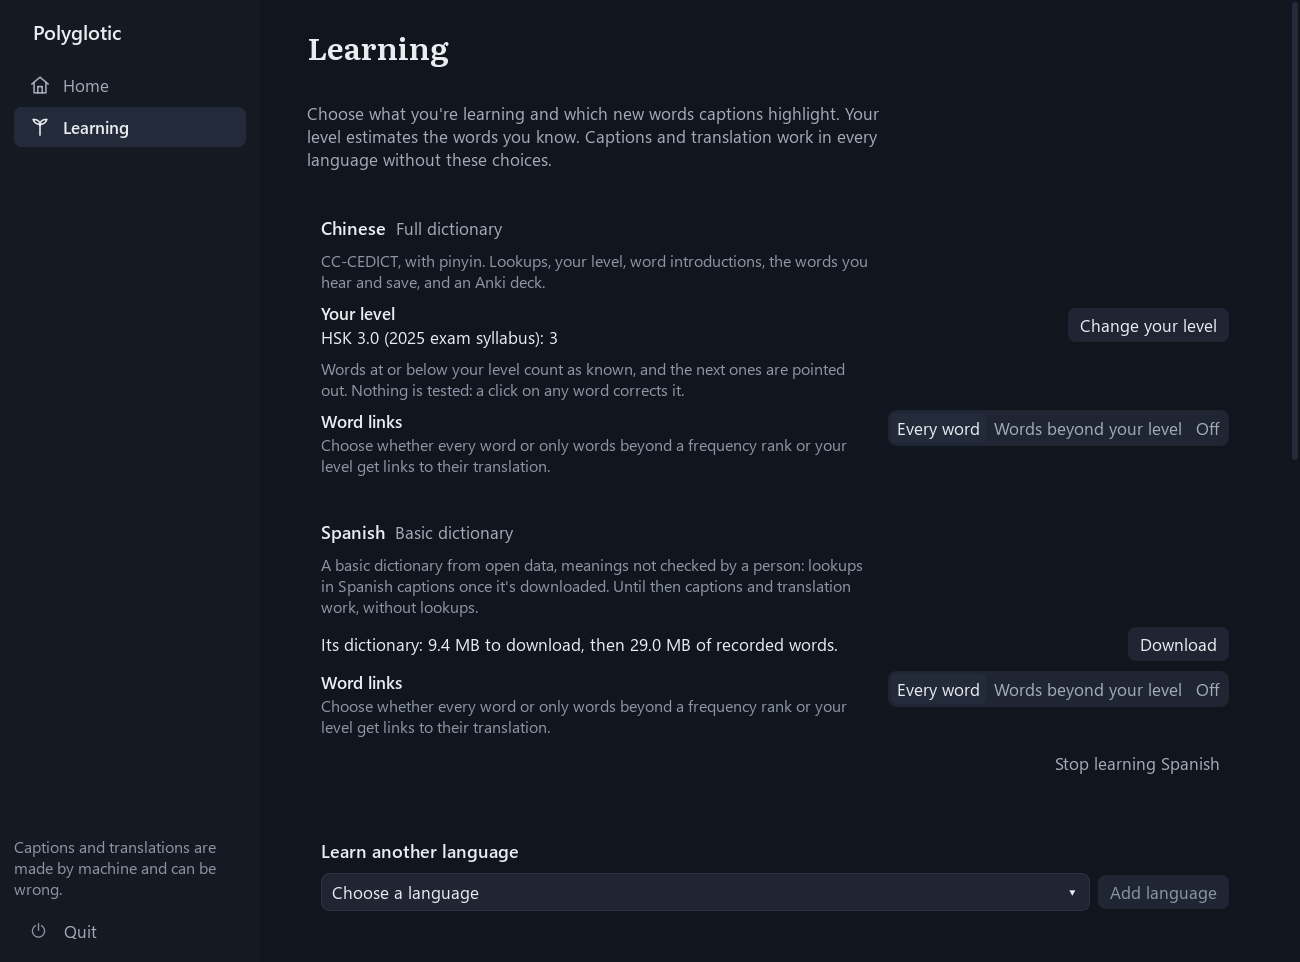 Polyglotic
Home
Learning
Learning
Choose what you're learning and which new words captions highlight. Your
level estimates the words you know. Captions and translation work in every
language without these choices.
Chinese Full dictionary
CC-CEDICT, with pinyin. Lookups, your level, word introductions, the words you
hear and save, and an Anki deck.
Your level
HSK 3.0 (2025 exam syllabus): 3
Change your level
Words at or below your level count as known, and the next ones are pointed
out. Nothing is tested: a click on any word corrects it.
Word links
Every word Words beyond your level Off
Choose whether every word or only words beyond a frequency rank or your
level get links to their translation.
Spanish Basic dictionary
A basic dictionary from open data, meanings not checked by a person: lookups
in Spanish captions once it's downloaded. Until then captions and translation
work, without lookups.
Its dictionary: 9.4 MB to download, then 29.0 MB of recorded words.
Download
Word links
Every word Words beyond your level Off
Choose whether every word or only words beyond a frequency rank or your
level get links to their translation.
Stop learning Spanish
Learn another language
Choose a language
Add language
Captions and translations are
made by machine and can be
wrong.
Quit